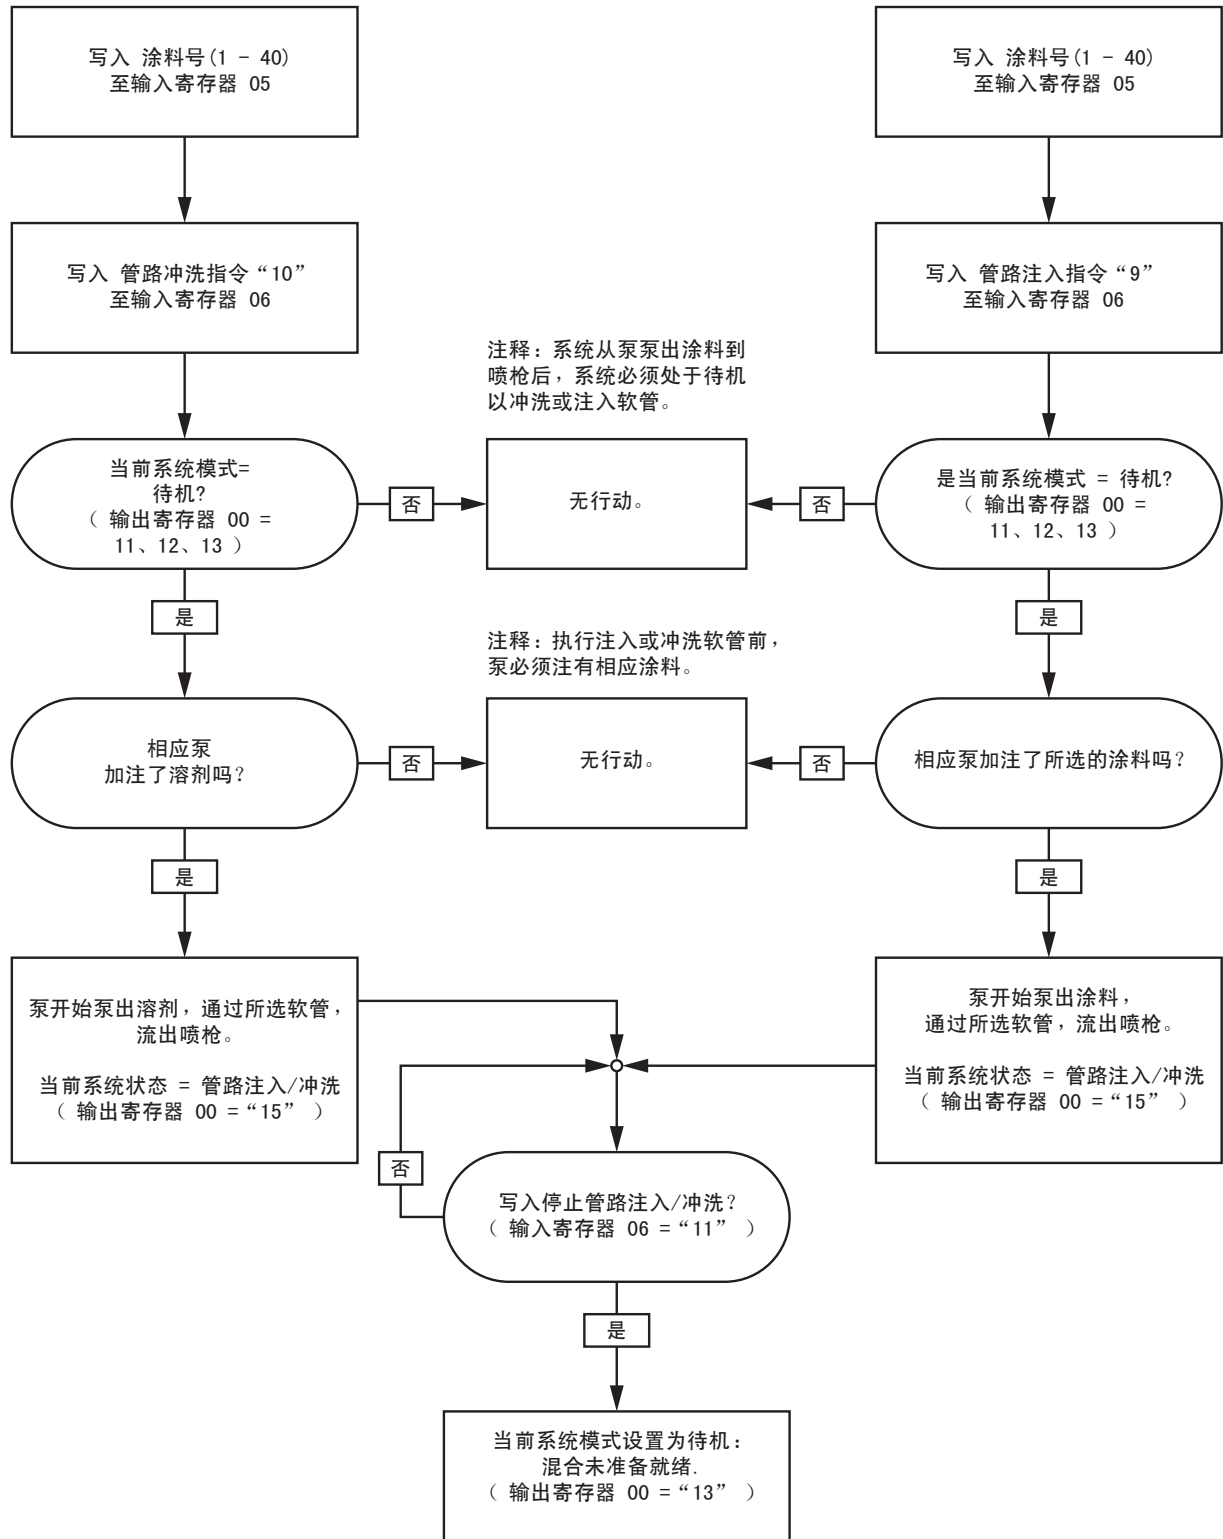 写入 涂料号(1 - 40)
至输入寄存器 05
写入 涂料号(1 - 40)
至输入寄存器 05
写入 管路冲洗指令“10”
至输入寄存器 06
写入 管路注入指令“9”
至输入寄存器 06
注释：系统从泵泵出涂料到
喷枪后，系统必须处于待机
以冲洗或注入软管。
当前系统模式=
待机?
（ 输出寄存器 00 =
11、12、13 ）
否
无行动。
否
是当前系统模式 = 待机?
（ 输出寄存器 00 =
11、12、13 ）
是
是
注释：执行注入或冲洗软管前，
泵必须注有相应涂料。
相应泵
加注了溶剂吗？
否
无行动。
否
相应泵加注了所选的涂料吗？
是
是
泵开始泵出溶剂，通过所选软管，
流出喷枪。
当前系统状态 = 管路注入/冲洗
（ 输出寄存器 00 =“15” ）
泵开始泵出涂料，
通过所选软管，流出喷枪。
当前系统状态 = 管路注入/冲洗
（ 输出寄存器 00 =“15” ）
否
写入停止管路注入/冲洗？
（ 输入寄存器 06 =“11” ）
是
当前系统模式设置为待机：
混合未准备就绪.
（ 输出寄存器 00 =“13” ）